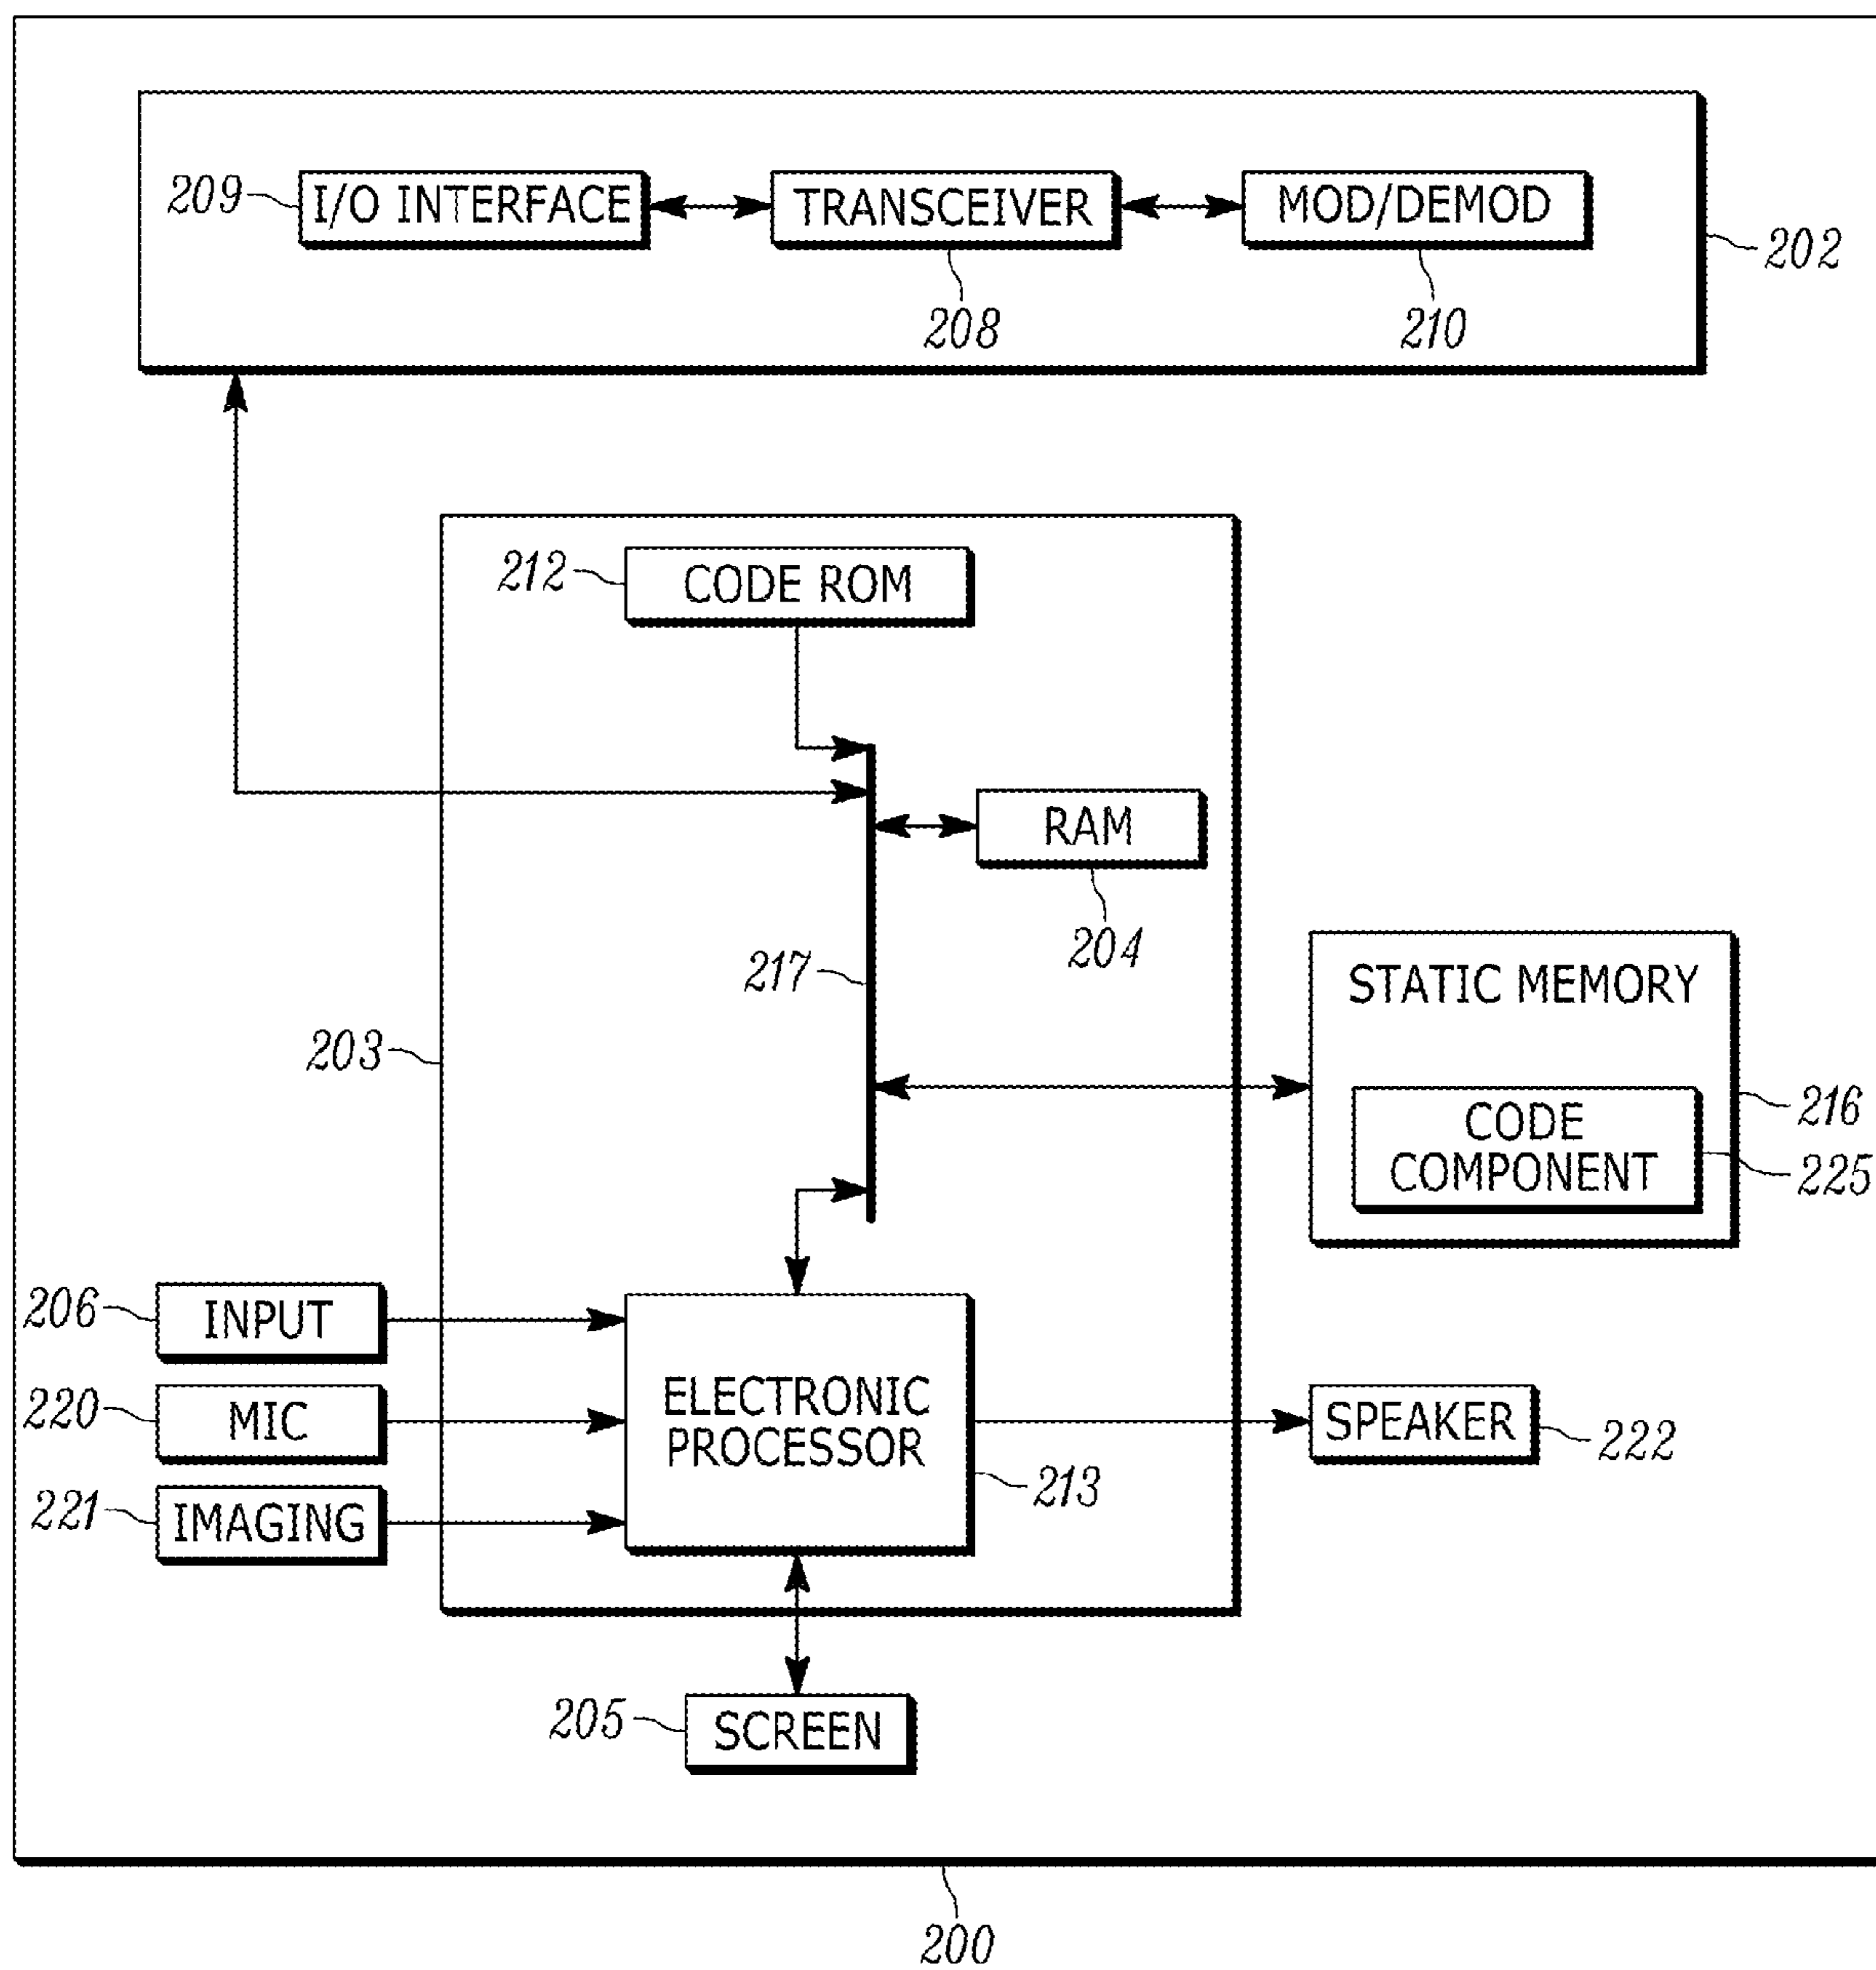 209 I/O INTERFACE TRANSCEIVER MOD/DEMOD
202
208 210
212 CODE ROM
RAM
204
217
STATIC MEMORY
203
216
CODE
COMPONENT
225
206 INPUT
220 MIC
ELECTRONIC
PROCESSOR
SPEAKER 222
213
221 IMAGING
205 SCREEN
200